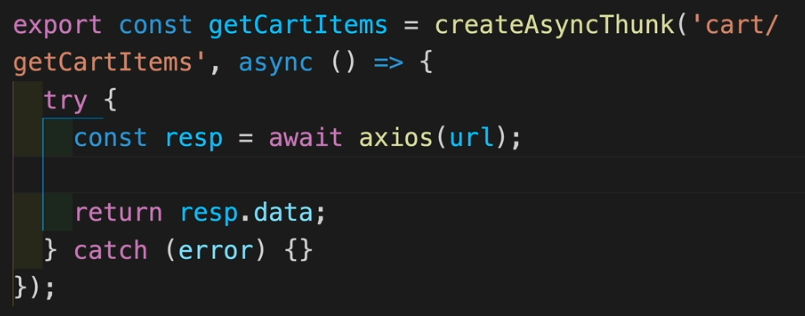 export const getCartItems = createAsyncThunk('cart/
getCartItems', async () => {
  try {
    const resp = await axios(url);

    return resp.data;
  } catch (error) {}
});